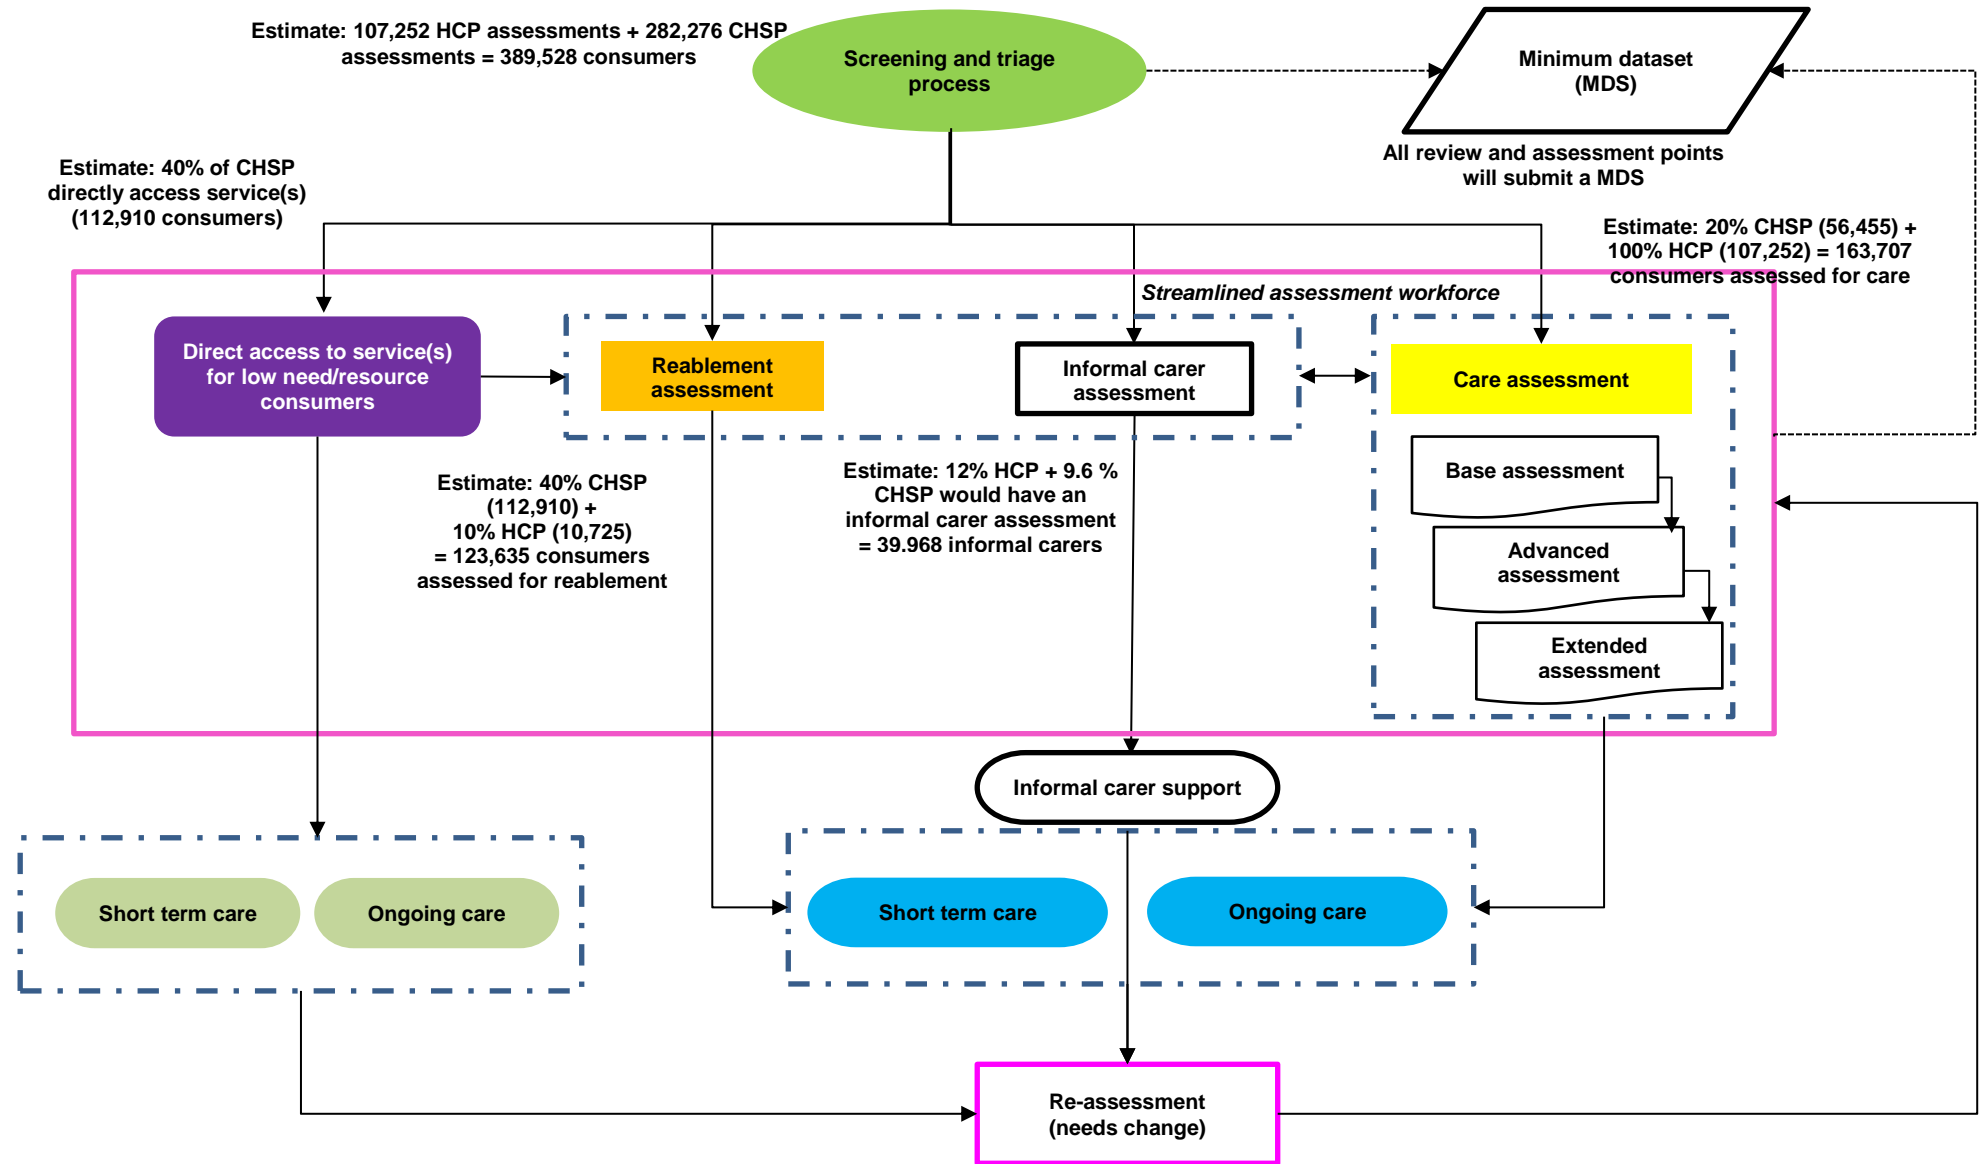 Estimate: 107,252 HCP assessments + 282,276 CHSP
assessments = 389,528 consumers
Screening and triage
process
Minimum dataset
(MDS)
All review and assessment points
will submit a MDS
Estimate: 40% of CHSP
directly access service(s)
(112,910 consumers)
Estimate: 20% CHSP (56,455) +
100% HCP (107,252) = 163,707
consumers assessed for care
Streamlined assessment workforce
Direct access to service(s)
for low need/resource
consumers
Reablement
assessment
Informal carer
assessment
Care assessment
Estimate: 40% CHSP
(112,910) +
10% HCP (10,725)
= 123,635 consumers
assessed for reablement
Estimate: 12% HCP + 9.6 %
CHSP would have an
informal carer assessment
= 39.968 informal carers
Base assessment
Advanced
assessment
Extended
assessment
Informal carer support
Short term care
Ongoing care
Short term care
Ongoing care
Re-assessment
(needs change)